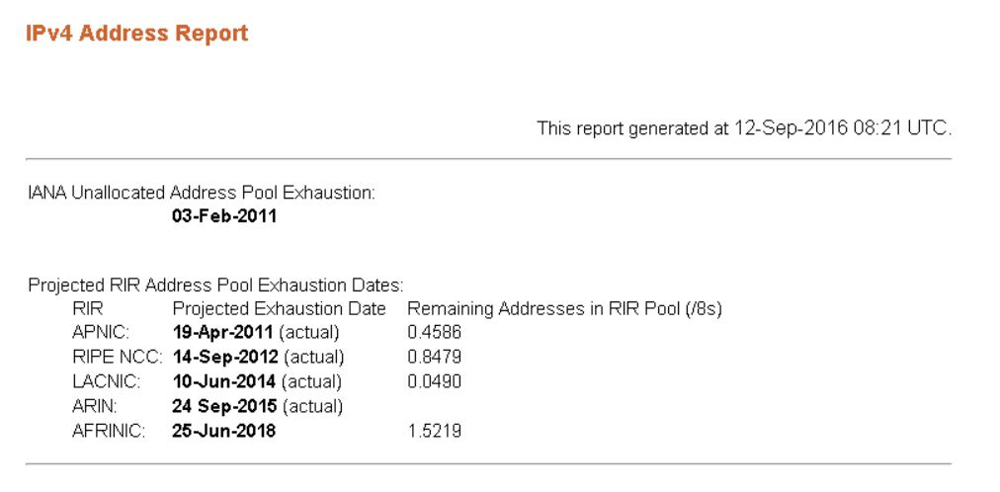 IPv4 Address Report
This report generated at 12-Sep-2016 08:21 UTC.
IANA Unallocated Address Pool Exhaustion:
03-Feb-2011
Projected RIR Address Pool Exhaustion Dates:
RIR Projected Exhaustion Date Remaining Addresses in RIR Pool (/8s)
APNIC: 19-Apr-2011 (actual) 0.4586
RIPE NCC: 14-Sep-2012 (actual) 0.8479
LACNIC: 10-Jun-2014 (actual) 0.0490
ARIN: 24 Sep-2015 (actual)
AFRINIC: 25-Jun-2018 1.5219